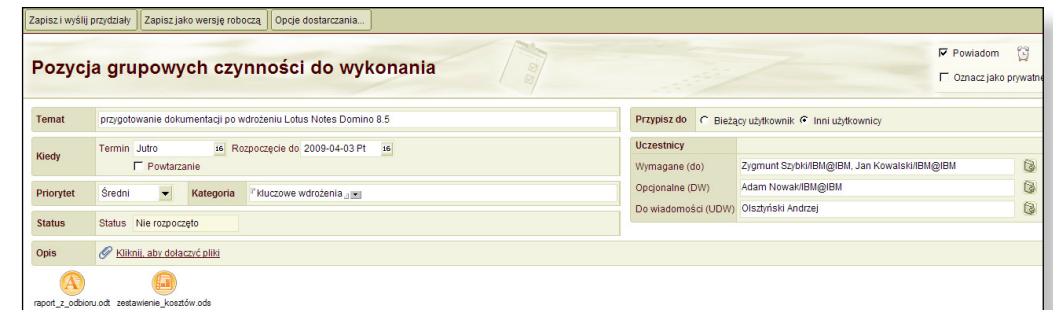 Zapisz i wyślij przydziały Zapisz jako wersję roboczą Opcje dostarczania...
Pozycja grupowych czynności do wykonania
Powiadom
Oznacz jako prywatne
Temat przygotowanie dokumentacji po wdrożeniu Lotus Notes Domino 8.5
Kiedy Termin Jutro 16 Rozpoczęcie do 2009-04-03 Pt 16
Powtarzanie
Priorytet Średni Kategoria kluczowe wdrożenia
Status Status Nie rozpoczęto
Przypisz do Bieżący użytkownik Inni użytkownicy
Uczestnicy
Wymagane (do) Zygmunt Szybki/IBM@IBM, Jan Kowalski/IBM@IBM
Opcjonalne (DW) Adam Nowak/IBM@IBM
Do wiadomości (UDW) Olsztyński Andrzej
Opis Kliknij, aby dołączyć pliki
raport_z_odbioru.odt zestawienie_kosztów.ods